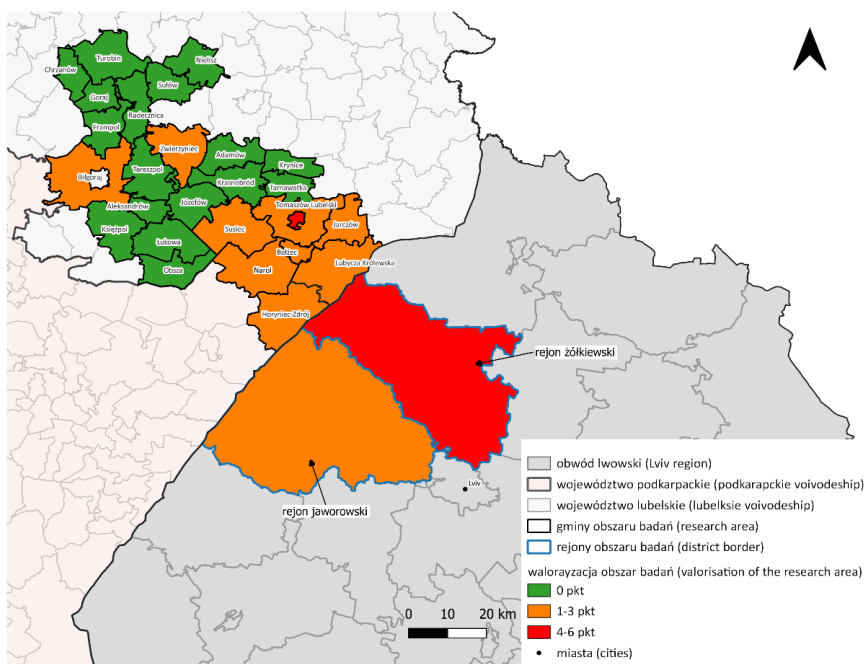 Turobin
Nielisz
Chrzanów
Sułów
Goraj
Radecznica
Frampol
Zwierzyniec
Adamów
Krynice
Biłgoraj
Tereszpol
Krasnobród
Tarnawatka
Aleksandrów
Józefów
Tomaszów Lubelski
Księżpol
Susiec
Jarczów
Łukowa
Bełżec
Obsza
Narol
Lubycza Królewska
Horyniec-Zdrój
rejon żółkiewski
obwód lwowski (Lviv region)
województwo podkarpackie (podkarapckie voivodeship)
Lviv
województwo lubelskie (lubelksie voivodeship)
rejon jaworowski
gminy obszaru badań (research area)
rejony obszaru badań (district border)
walorayzacja obszar badań (valorisation of the research area)
0 pkt
1-3 pkt
4-6 pkt
miasta (cities)
0 10 20 km